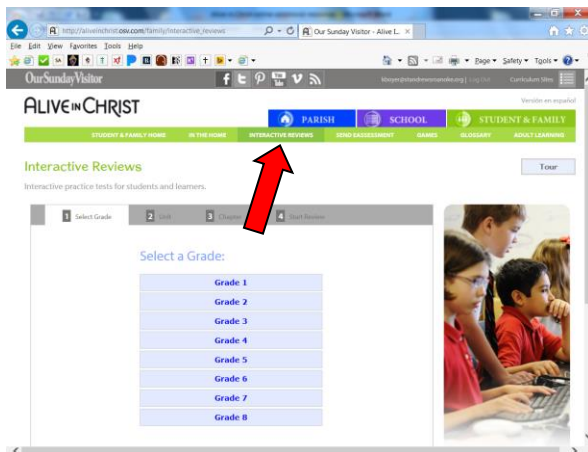 http://aliveinchrist.osv.com/family/interactive_reviews
Our Sunday Visitor - Alive I...
File Edit View Favorites Tools Help
Page Safety Tools
OurSundayVisitor
Log Out Curriculum Sites
Versión en español
ALIVE IN CHRIST
PARISH SCHOOL STUDENT & FAMILY
STUDENT & FAMILY HOME IN THE HOME INTERACTIVE REVIEWS SEND EASSESSMENT GAMES GLOSSARY ADULT LEARNING
Interactive Reviews
Tour
Interactive practice tests for students and learners.
1 Select Grade 2 Unit 3 Chapter 4 Start Review
Select a Grade:
Grade 1
Grade 2
Grade 3
Grade 4
Grade 5
Grade 6
Grade 7
Grade 8